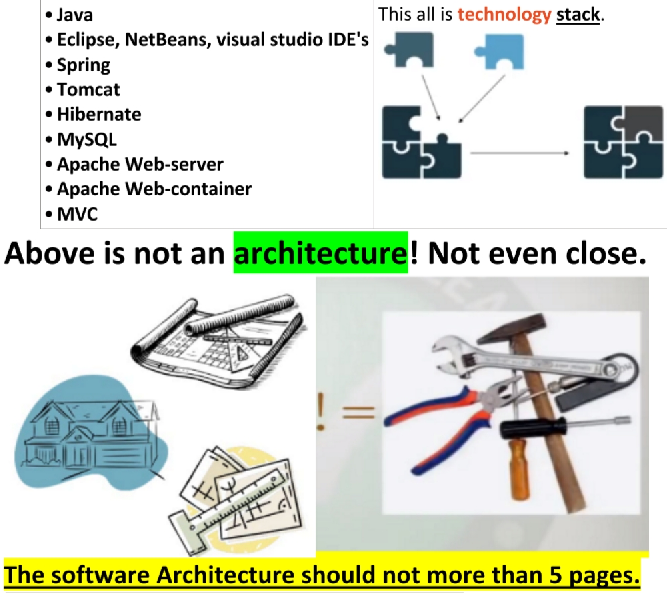 • Java
• Eclipse, NetBeans, visual studio IDE's
• Spring
• Tomcat
• Hibernate
• MySQL
• Apache Web-server
• Apache Web-container
• MVC
This all is technology stack.
Above is not an architecture! Not even close.
! =
The software Architecture should not more than 5 pages.